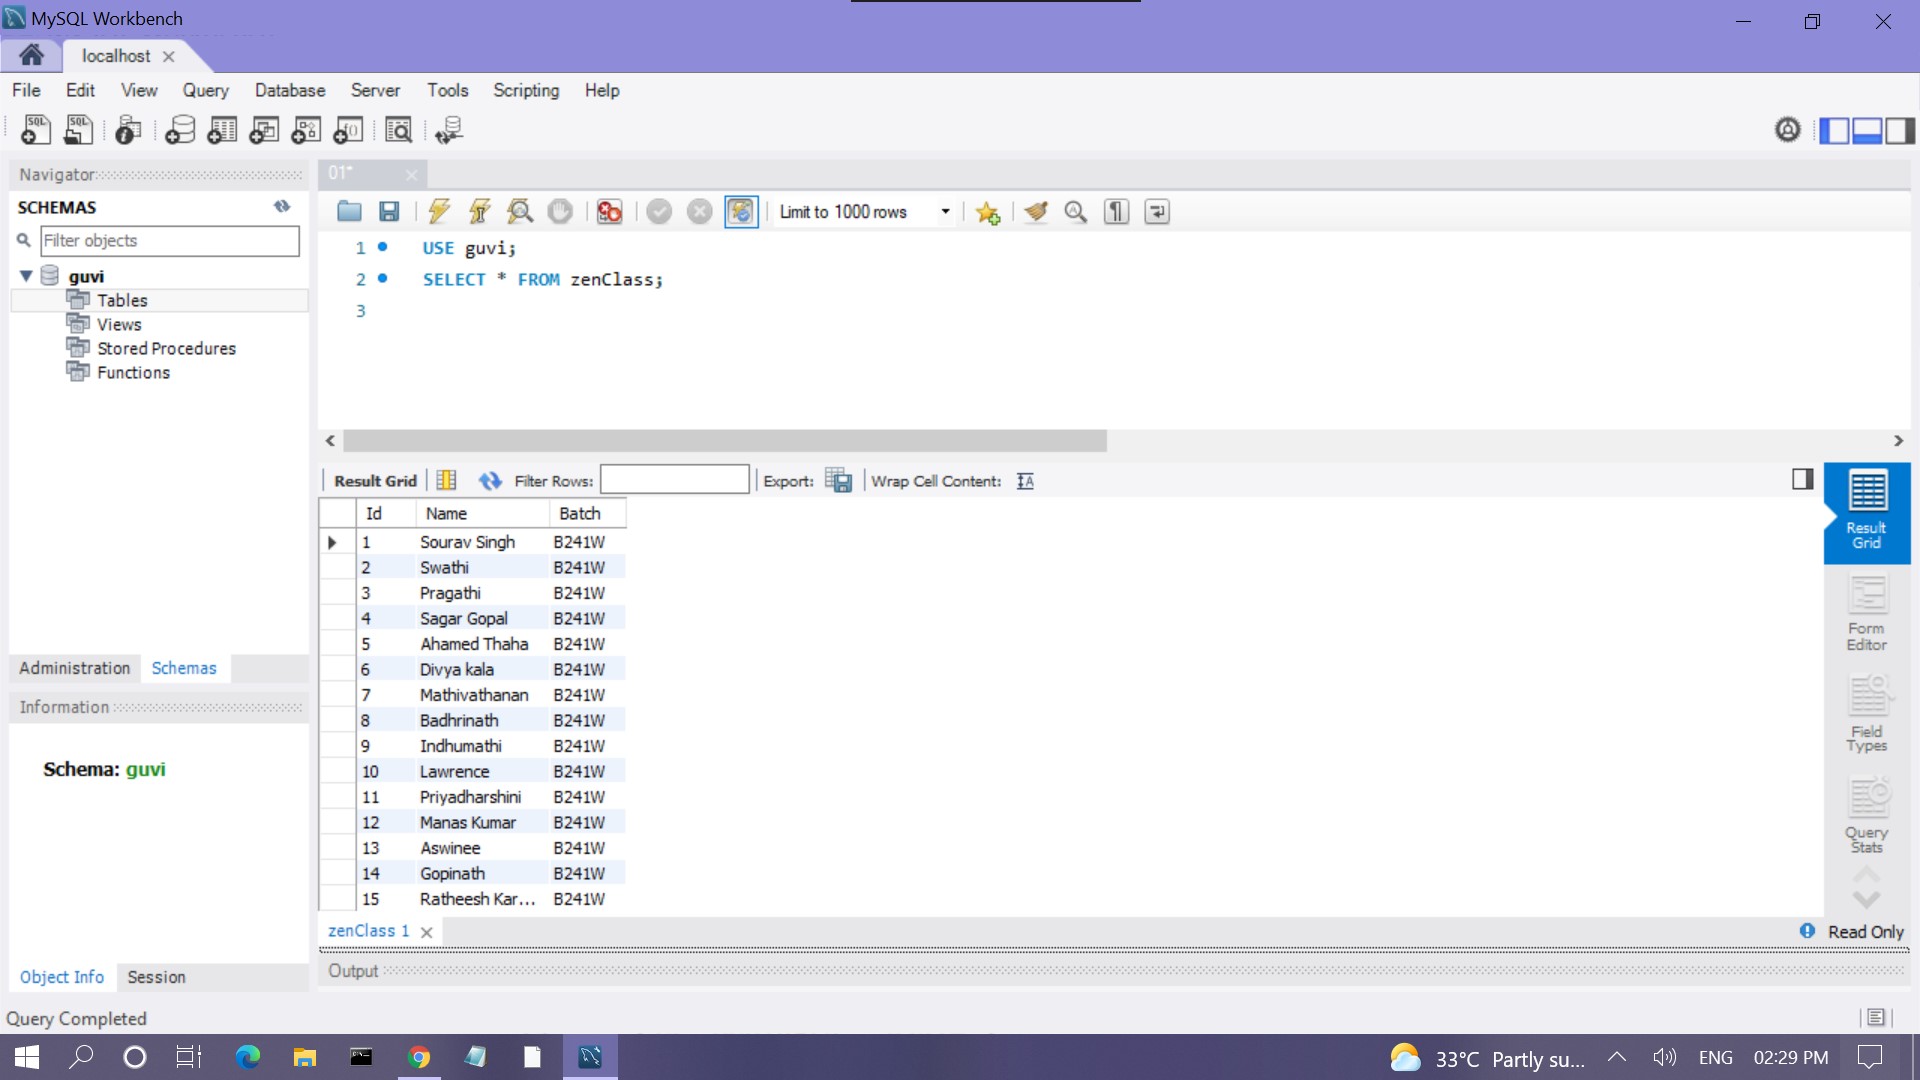 MySQL Workbench
localhost
File Edit View Query Database Server Tools Scripting Help
Navigator
01*
SCHEMAS
Limit to 1000 rows
Filter objects
1 USE guvi;
2 SELECT * FROM zenClass;
3
guvi
Tables
Views
Stored Procedures
Functions
Result Grid Filter Rows: Export: Wrap Cell Content:
Id Name Batch
1 Sourav Singh B241W
2 Swathi B241W
3 Pragathi B241W
4 Sagar Gopal B241W
5 Ahamed Thaha B241W
6 Divya kala B241W
7 Mathivathanan B241W
8 Badhrinath B241W
9 Indhumathi B241W
10 Lawrence B241W
11 Priyadharshini B241W
12 Manas Kumar B241W
13 Aswinee B241W
14 Gopinath B241W
15 Ratheesh Kar... B241W
Result
Grid
Form
Editor
Field
Types
Query
Stats
Administration Schemas
Information
Schema: guvi
zenClass 1
Read Only
Output
Object Info Session
Query Completed
33°C Partly su... ENG 02:29 PM